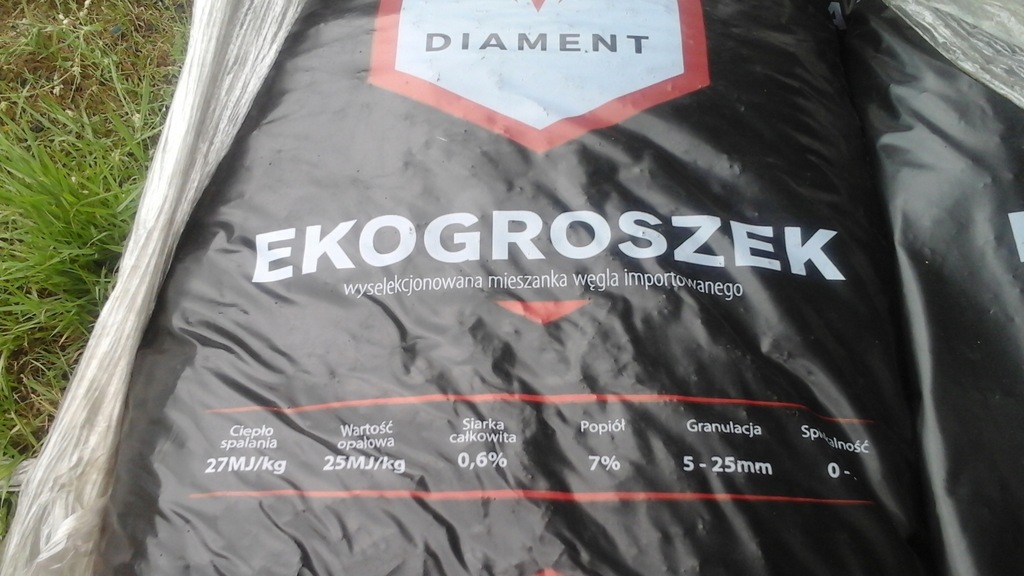 DIAMENT
EKOGROSZEK
wyselekcjonowana mieszanka węgla importowanego
Ciepło spalania
27MJ/kg
Wartość opałowa
25MJ/kg
Siarka całkowita
0,6%
Popiół
7%
Granulacja
5 - 25mm
0 -